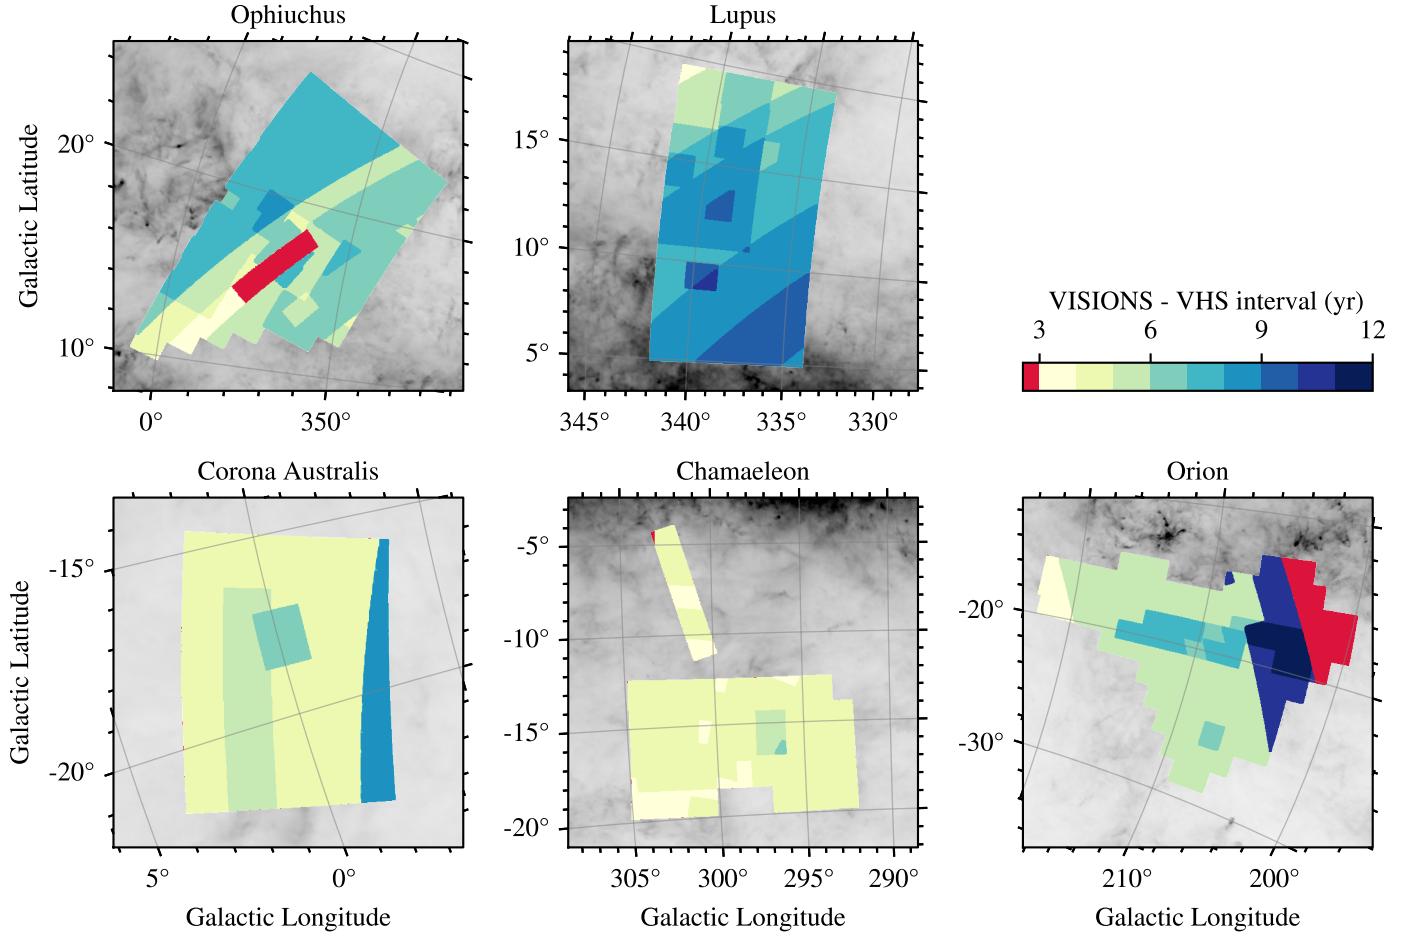 Ophiuchus
Lupus
Galactic Latitude
20°
10°
0°
350°
15°
10°
5°
345°
340°
335°
330°
VISIONS - VHS interval (yr)
3
6
9
12
Corona Australis
Chamaeleon
Orion
Galactic Latitude
-15°
-20°
5°
0°
Galactic Longitude
-5°
-10°
-15°
-20°
305°
300°
295°
290°
Galactic Longitude
-20°
-30°
210°
200°
Galactic Longitude